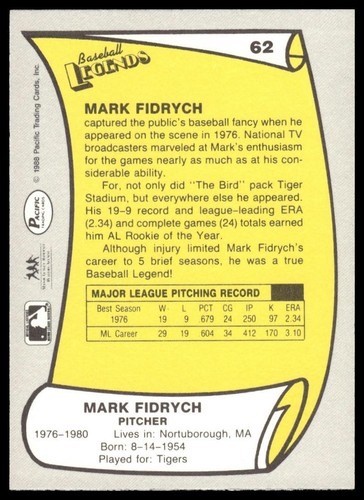 Baseball
LEGENDS
62
MARK FIDRYCH
captured the public's baseball fancy when he
appeared on the scene in 1976. National TV
broadcasters marveled at Mark's enthusiasm
for the games nearly as much as at his con-
siderable ability.
For, not only did "The Bird" pack Tiger
Stadium, but everywhere else he appeared.
His 19-9 record and league-leading ERA
(2.34) and complete games (24) totals earned
him AL Rookie of the Year.
Although injury limited Mark Fidrych's
career to 5 brief seasons, he was a true
Baseball Legend!
MAJOR LEAGUE PITCHING RECORD
Best Season W L PCT CG IP K ERA
1976 19 9 679 24 250 97 2.34
ML Career 29 19 604 34 412 170 3.10
MARK FIDRYCH
PITCHER
1976-1980 Lives in: Nortuborough, MA
Born: 8-14-1954
Played for: Tigers
© 1988 Pacific Trading Cards, Inc.
PACIFIC
TRADING CARDS